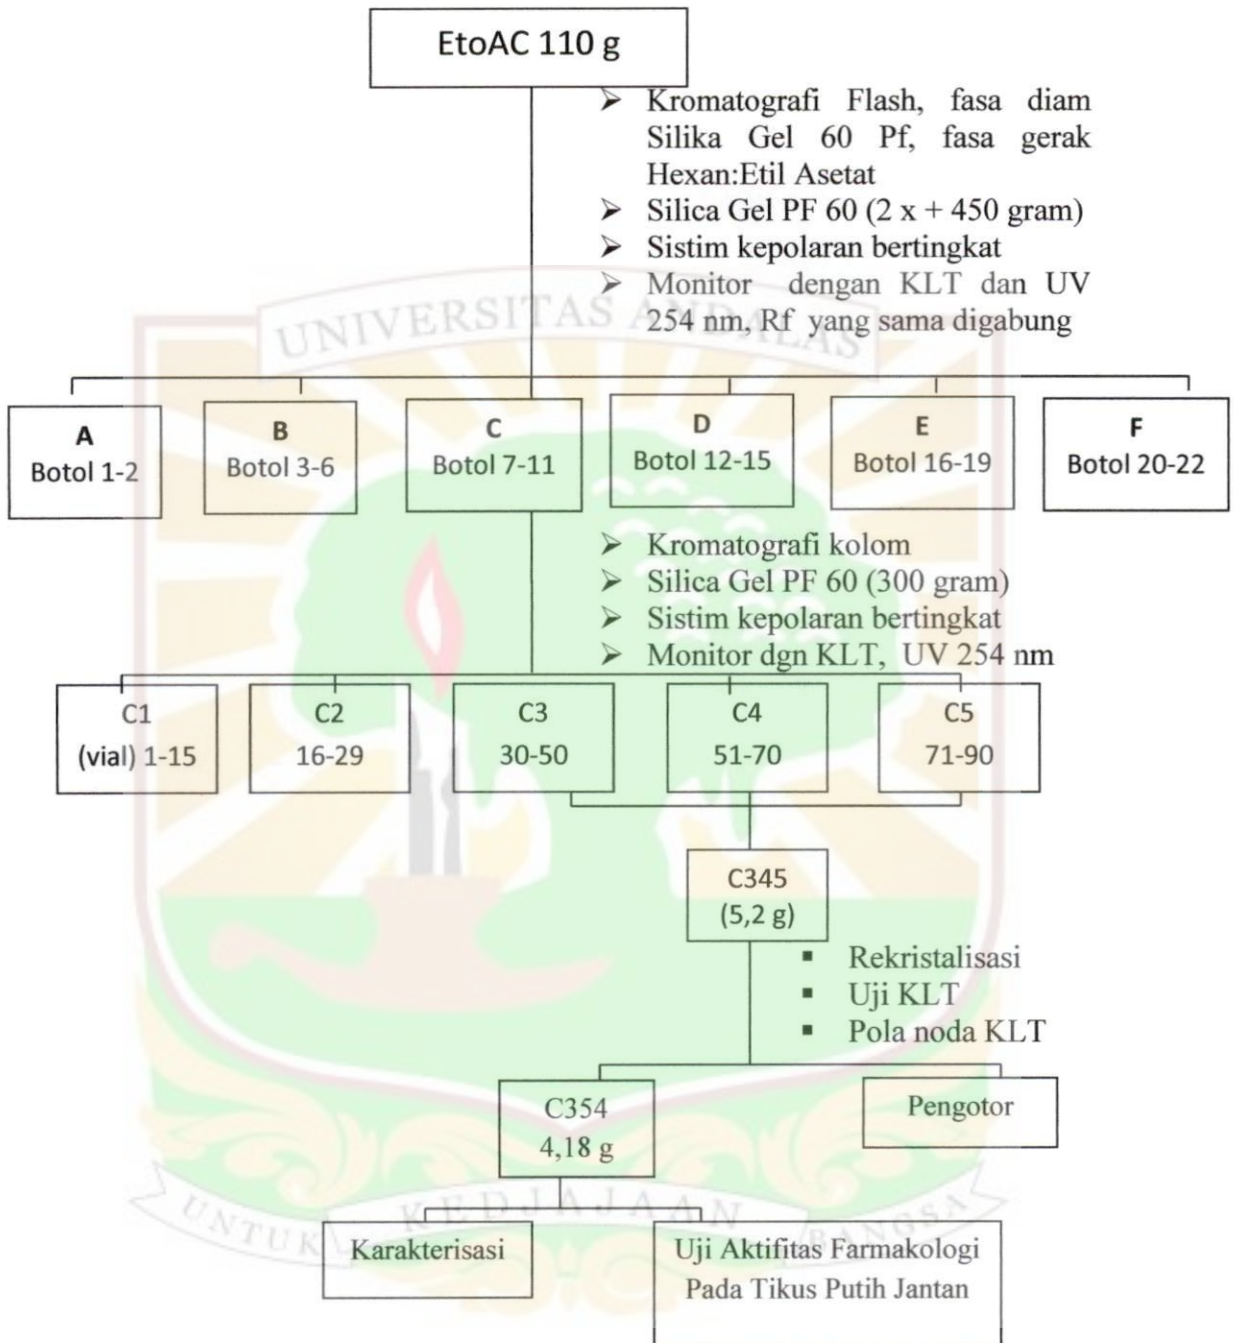 EtoAC 110 g
➢ Kromatografi Flash, fasa diam
Silika Gel 60 Pf, fasa gerak
Hexan:Etil Asetat
➢ Silica Gel PF 60 (2 x + 450 gram)
➢ Sistim kepolaran bertingkat
➢ Monitor dengan KLT dan UV
254 nm, Rf yang sama digabung
UNIVERSITAS ANDALAS
A
Botol 1-2
B
Botol 3-6
C
Botol 7-11
D
Botol 12-15
E
Botol 16-19
F
Botol 20-22
➢ Kromatografi kolom
➢ Silica Gel PF 60 (300 gram)
➢ Sistim kepolaran bertingkat
➢ Monitor dgn KLT, UV 254 nm
C1
(vial) 1-15
C2
16-29
C3
30-50
C4
51-70
C5
71-90
C345
(5,2 g)
▪ Rekristalisasi
▪ Uji KLT
▪ Pola noda KLT
C354
4,18 g
Pengotor
UNTUK KEDJAJAAN BANGSA
Karakterisasi
Uji Aktifitas Farmakologi
Pada Tikus Putih Jantan